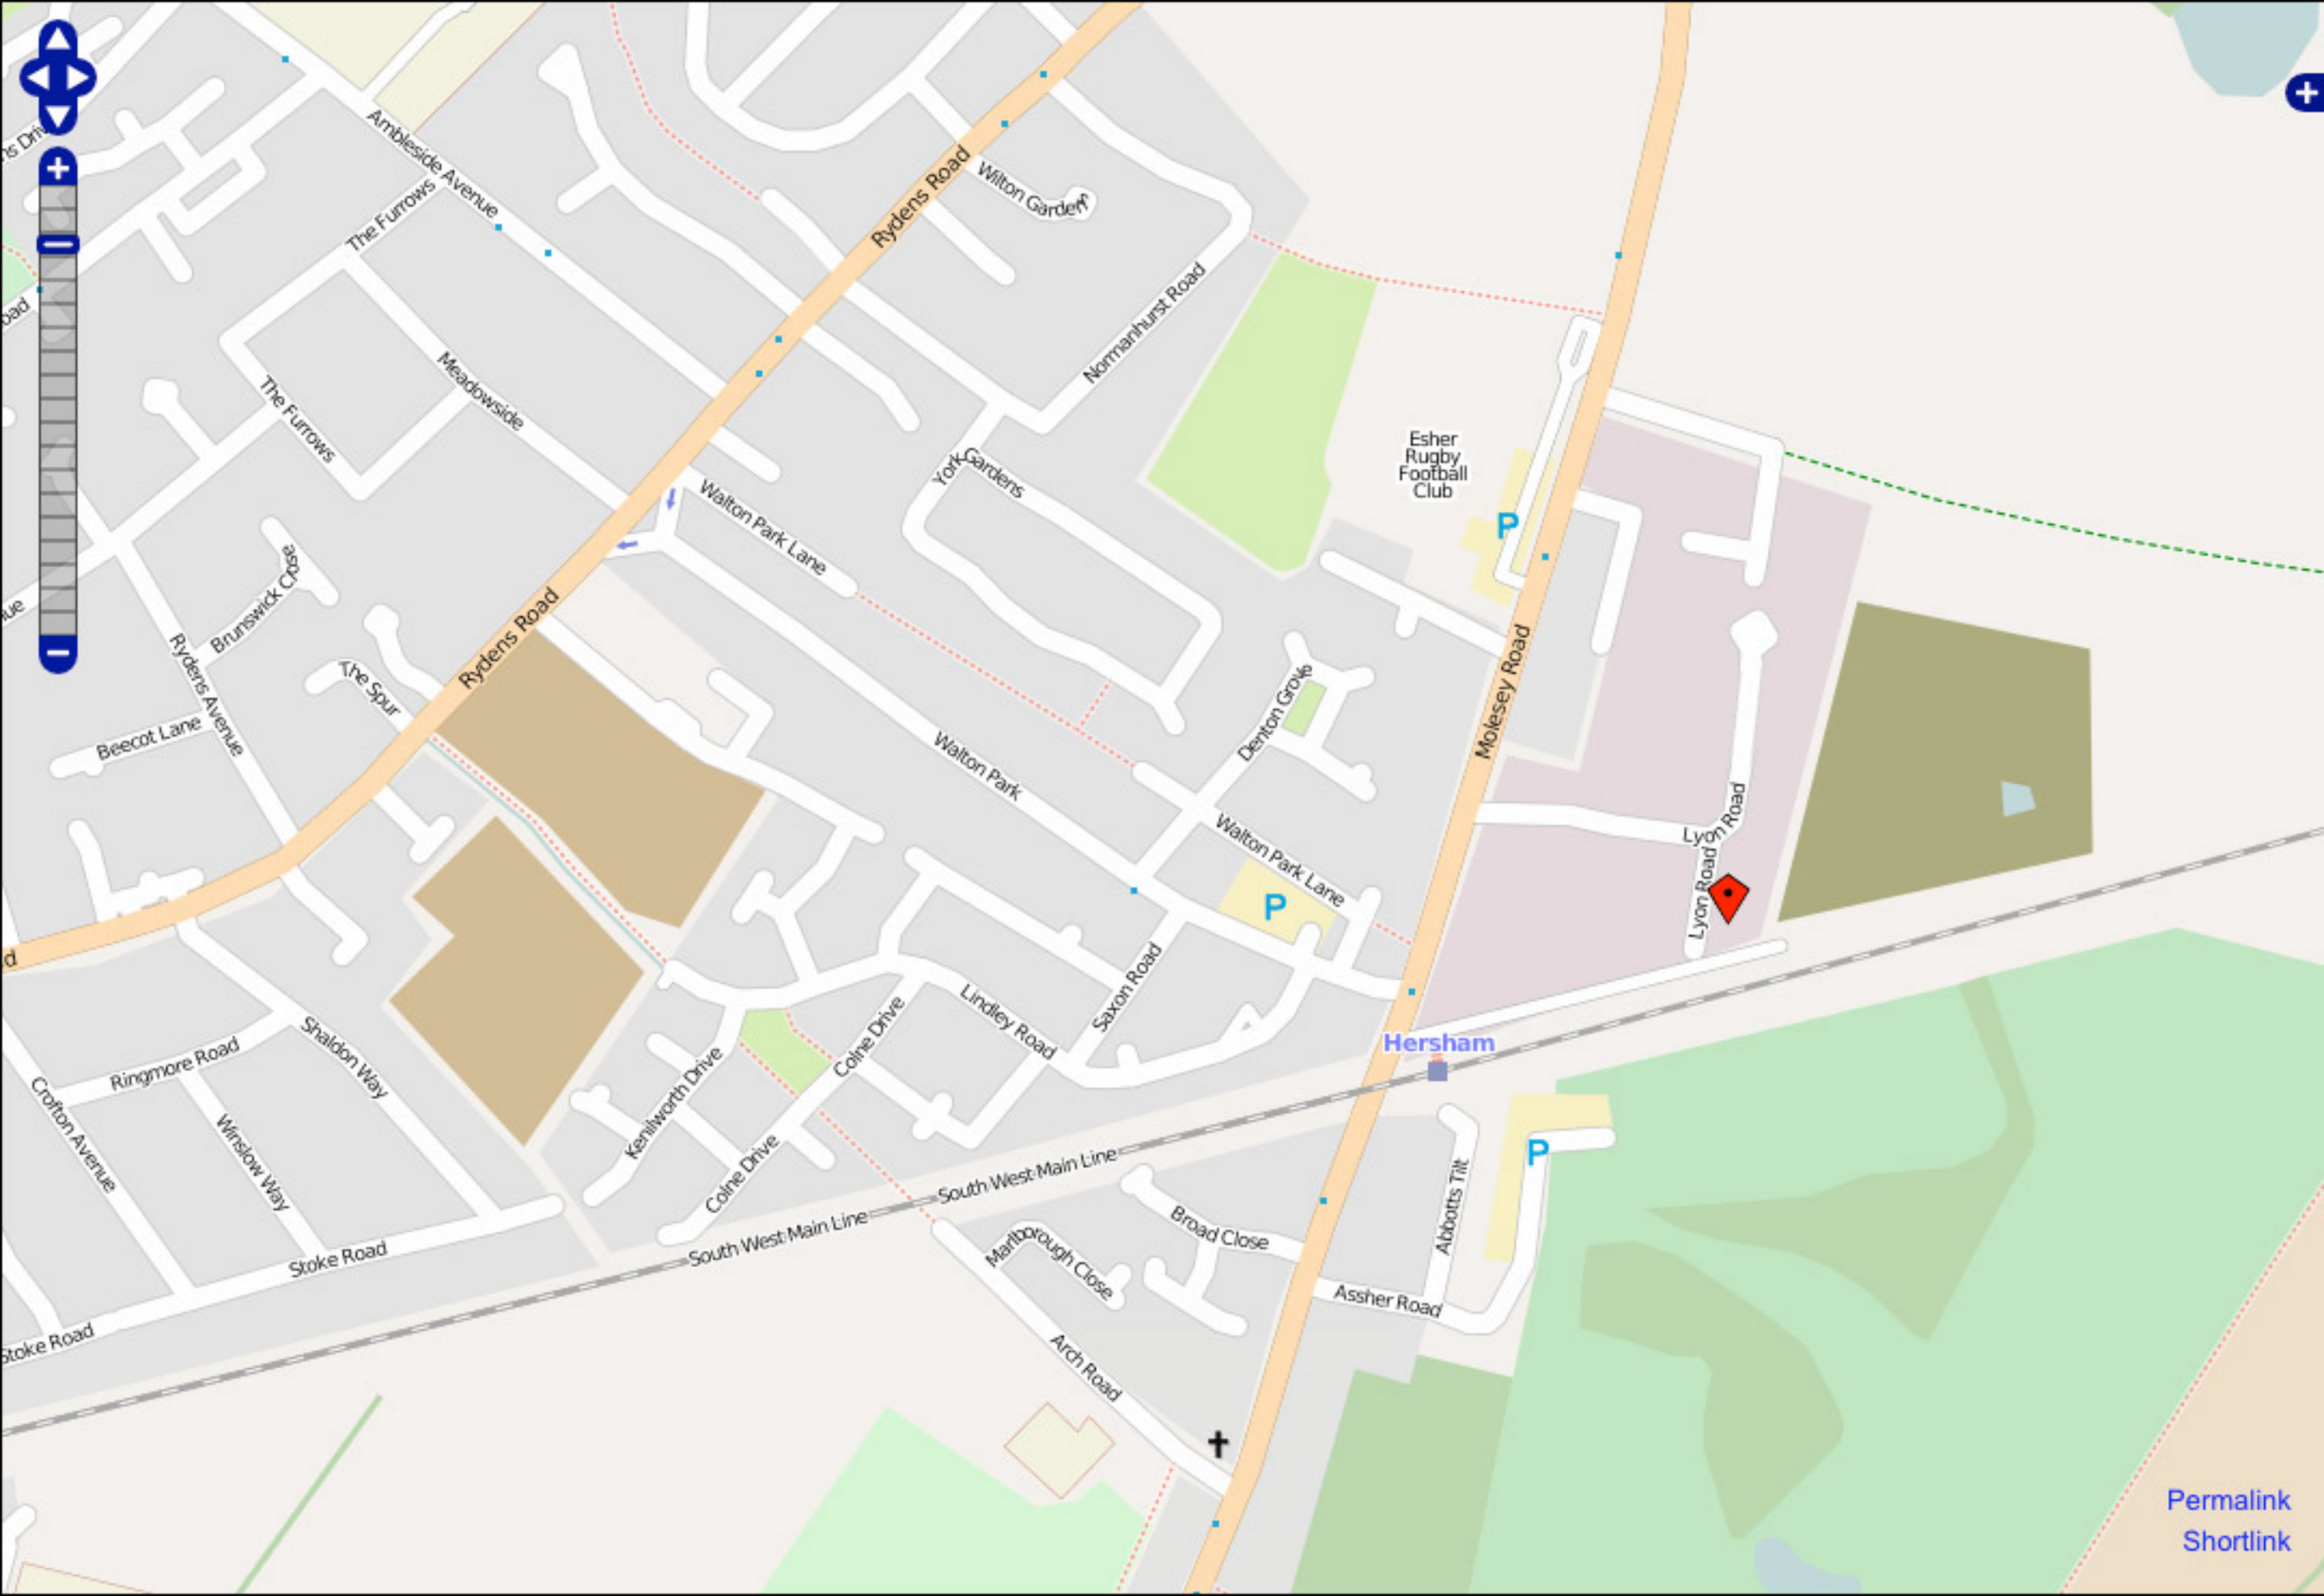 Ambleside Avenue
ns Driv
The Furrows
Rydens Road
Wilton Gardens
Normanhurst Road
oad
Meadowside
The Furrows
York Gardens
Walton Park Lane
Esher
Rugby
Football
Club
P
Brunswick Close
Rydens Road
ue
Rydens Avenue
The Spur
Beecot Lane
Molesey Road
Denton Grove
Walton Park
Walton Park Lane
Lyon Road
Lyon Road
P
d
Saxon Road
Lindley Road
Colne Drive
Hersham
Shaldon Way
Ringmore Road
Kenilworth Drive
Crofton Avenue
Winslow Way
Colne Drive
South West Main Line
South West Main Line
P
Abbotts Tilt
Broad Close
Marlborough Close
Stoke Road
Assher Road
Stoke Road
Arch Road
Permalink
Shortlink